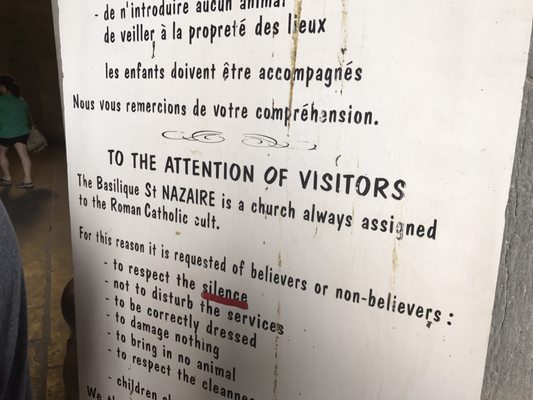 - de n'introduire aucun animal
de veiller à la propreté des lieux
les enfants doivent être accompagnés
Nous vous remercions de votre compréhension.
TO THE ATTENTION OF VISITORS
The Basilique St NAZAIRE is a church always assigned
to the Roman Catholic cult.
For this reason it is requested of believers or non-believers :
- to respect the silence
- not to disturb the services
- to be correctly dressed
- to damage nothing
- to bring in no animal
- to respect the
- children
We